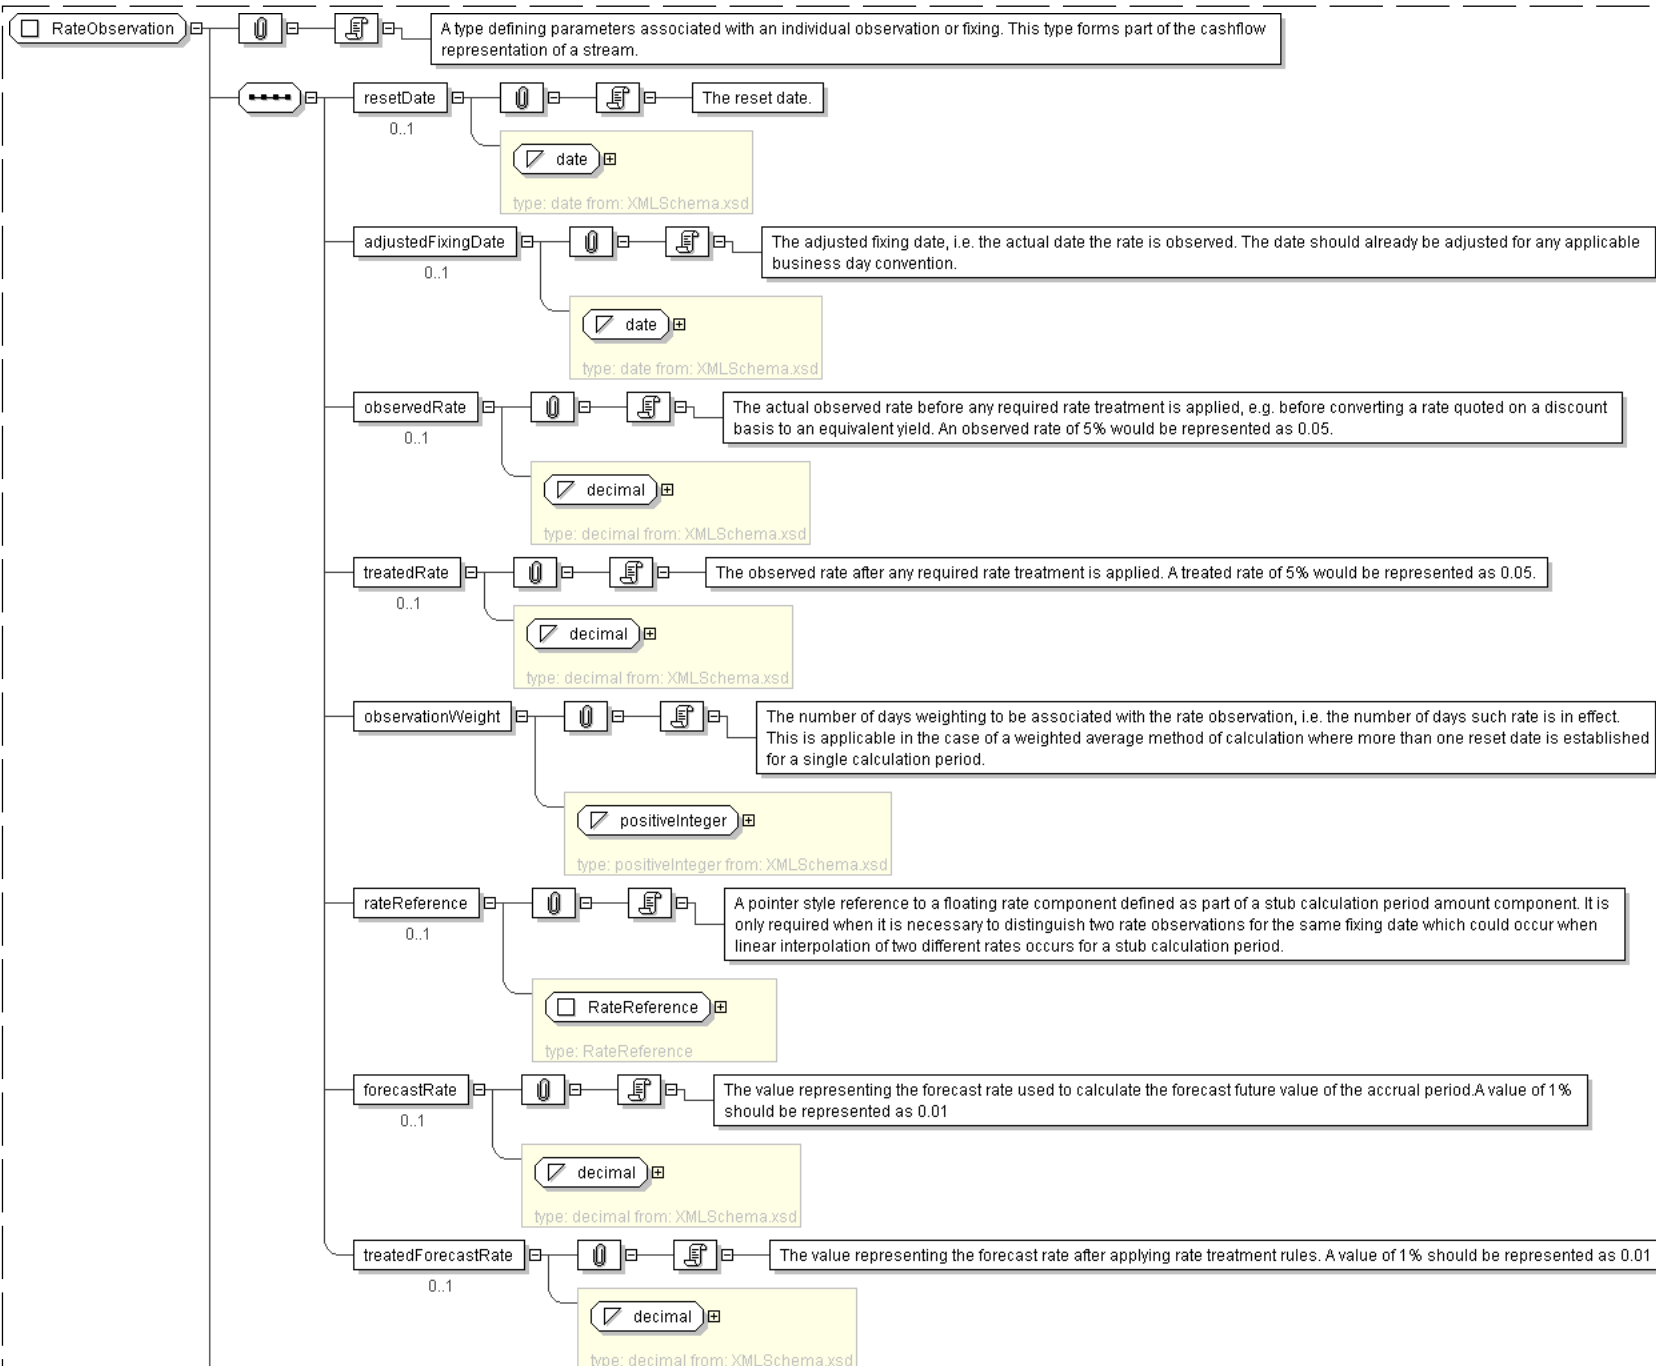 RateObservation
A type defining parameters associated with an individual observation or fixing. This type forms part of the cashflow
representation of a stream.
resetDate
The reset date.
0..1
date
type: date from: XMLSchema.xsd
adjustedFixingDate
The adjusted fixing date, i.e. the actual date the rate is observed. The date should already be adjusted for any applicable
business day convention.
0..1
date
type: date from: XMLSchema.xsd
observedRate
The actual observed rate before any required rate treatment is applied, e.g. before converting a rate quoted on a discount
basis to an equivalent yield. An observed rate of 5% would be represented as 0.05.
0..1
decimal
type: decimal from: XMLSchema.xsd
treatedRate
The observed rate after any required rate treatment is applied. A treated rate of 5% would be represented as 0.05.
0..1
decimal
type: decimal from: XMLSchema.xsd
observationWeight
The number of days weighting to be associated with the rate observation, i.e. the number of days such rate is in effect.
This is applicable in the case of a weighted average method of calculation where more than one reset date is established
for a single calculation period.
positiveInteger
type: positiveInteger from: XMLSchema.xsd
rateReference
A pointer style reference to a floating rate component defined as part of a stub calculation period amount component. It is
only required when it is necessary to distinguish two rate observations for the same fixing date which could occur when
linear interpolation of two different rates occurs for a stub calculation period.
0..1
RateReference
type: RateReference
forecastRate
The value representing the forecast rate used to calculate the forecast future value of the accrual period.A value of 1%
should be represented as 0.01
0..1
decimal
type: decimal from: XMLSchema.xsd
treatedForecastRate
The value representing the forecast rate after applying rate treatment rules. A value of 1% should be represented as 0.01
0..1
decimal
type: decimal from: XMLSchema.xsd